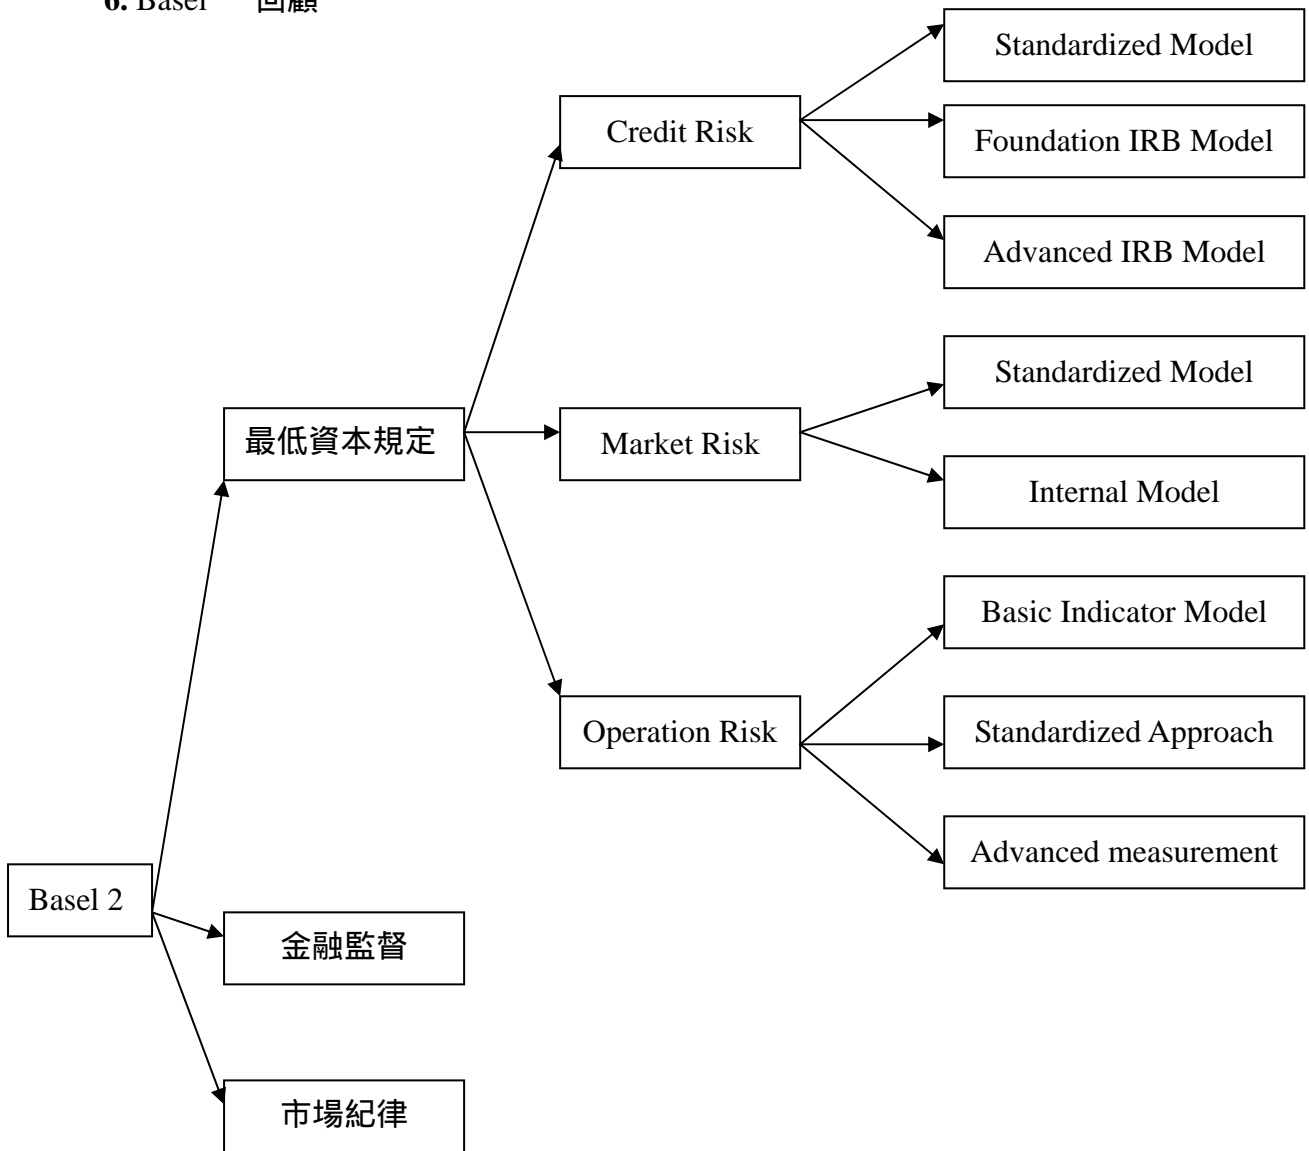 6. Basel 回顧
Standardized Model
Credit Risk
Foundation IRB Model
Advanced IRB Model
Standardized Model
最低資本規定
Market Risk
Internal Model
Basic Indicator Model
Operation Risk
Standardized Approach
Advanced measurement
Basel 2
金融監督
市場紀律